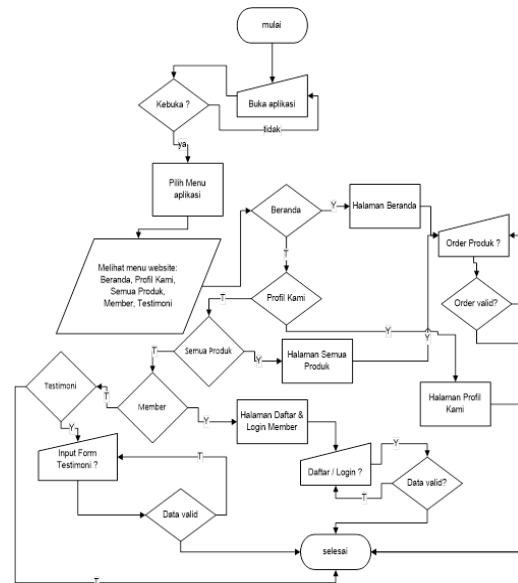 mulai
Buka aplikasi
Kebuka ?
tidak
ya
Pilih Menu
aplikasi
Melihat menu website:
Beranda, Profil Kami,
Semua Produk,
Member, Testimoni
Beranda
Y
Halaman Beranda
Order Produk ?
T
Order valid?
Profil Kami
T
Y
Y
Semua Produk
Y
Halaman Semua
Produk
T
Halaman Profil
Kami
Testimoni
T
Member
Y
Halaman Daftar &
Login Member
Y
Input Form
Testimoni ?
T
Daftar / Login ?
Y
T
Data valid?
Data valid
selesai
T